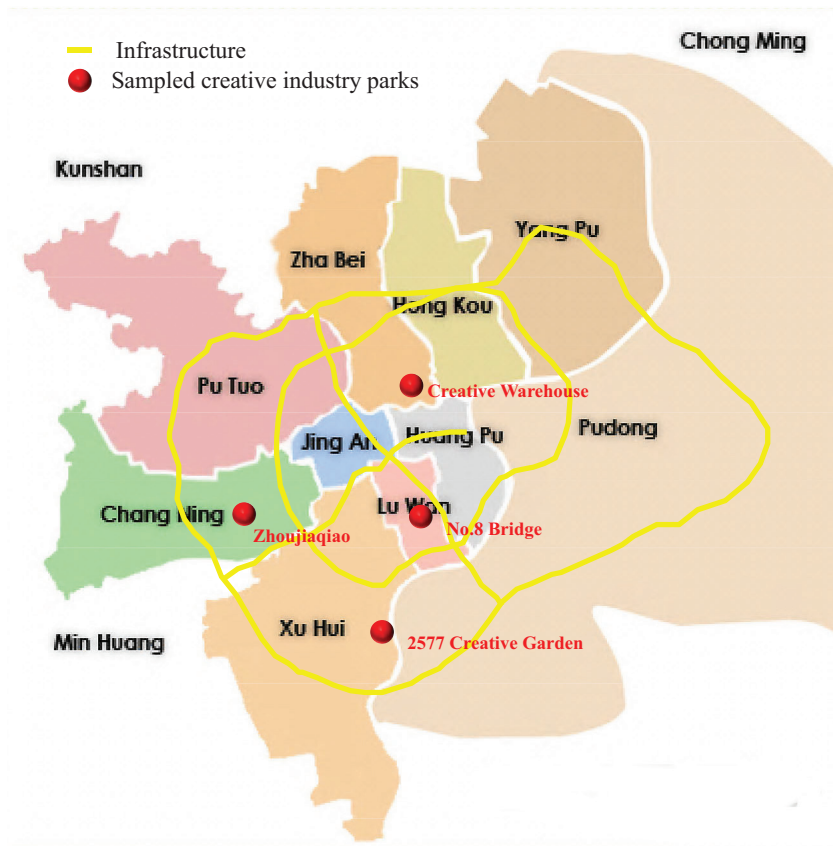 Chong Ming
Infrastructure
Sampled creative industry parks
Kunshan
Yang Pu
Zha Bei
Hong Kou
Pu Tuo
Creative Warehouse
Pudong
Huang Pu
Jing An
Lu Wan
Chang Ning
No.8 Bridge
Zhoujiaqiao
Xu Hui
Min Huang
2577 Creative Garden